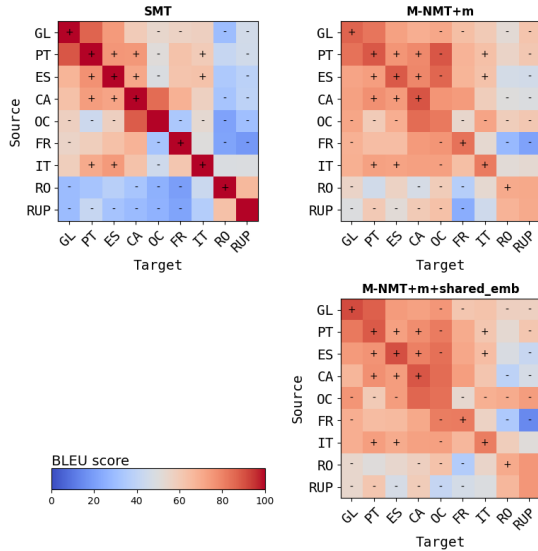 SMT
GL
PT
ES
CA
OC
FR
IT
RO
RUP
Source
GL PT ES CA OC FR IT RO RUP
Target
M-NMT+m
GL
PT
ES
CA
OC
FR
IT
RO
RUP
Source
GL PT ES CA OC FR IT RO RUP
Target
M-NMT+m+shared_emb
GL
PT
ES
CA
OC
FR
IT
RO
RUP
Source
GL PT ES CA OC FR IT RO RUP
Target
BLEU score
0 20 40 60 80 100